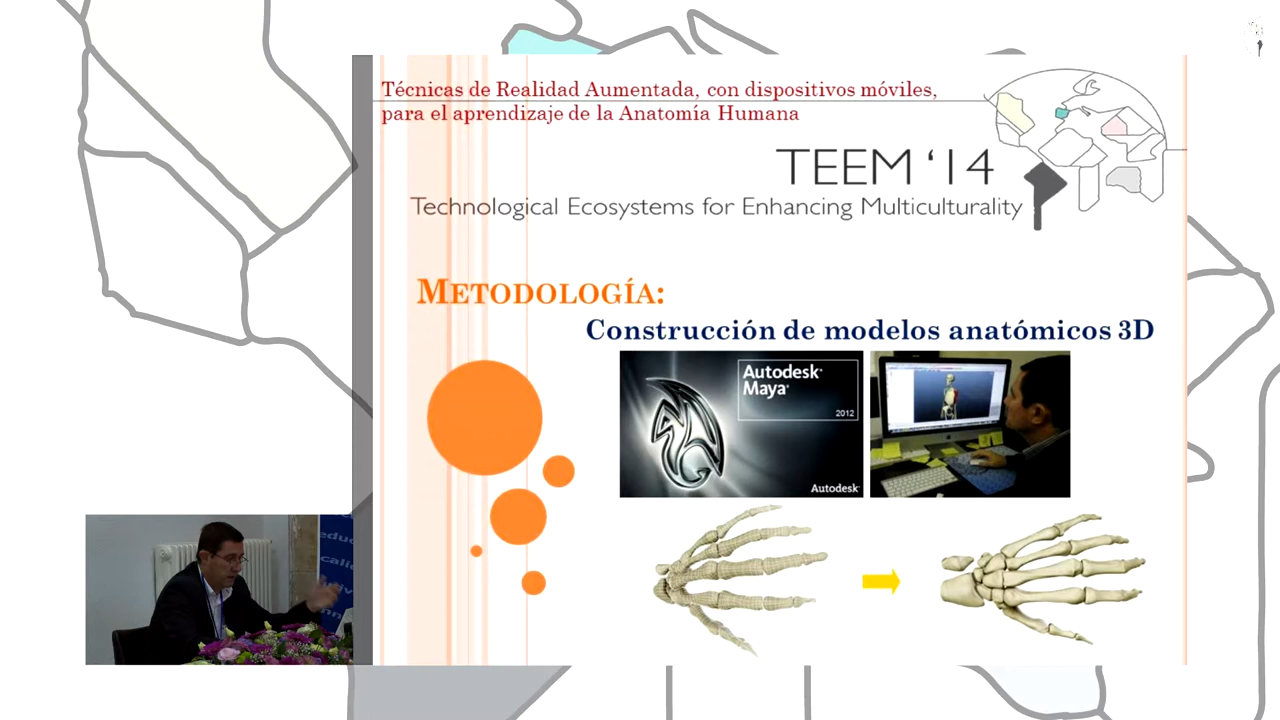 Técnicas de Realidad Aumentada, con dispositivos móviles,
para el aprendizaje de la Anatomía Humana
TEEM ‘14
Technological Ecosystems for Enhancing Multiculturality
METODOLOGÍA:
Construcción de modelos anatómicos 3D
Autodesk®
Maya®
2012
Autodesk®